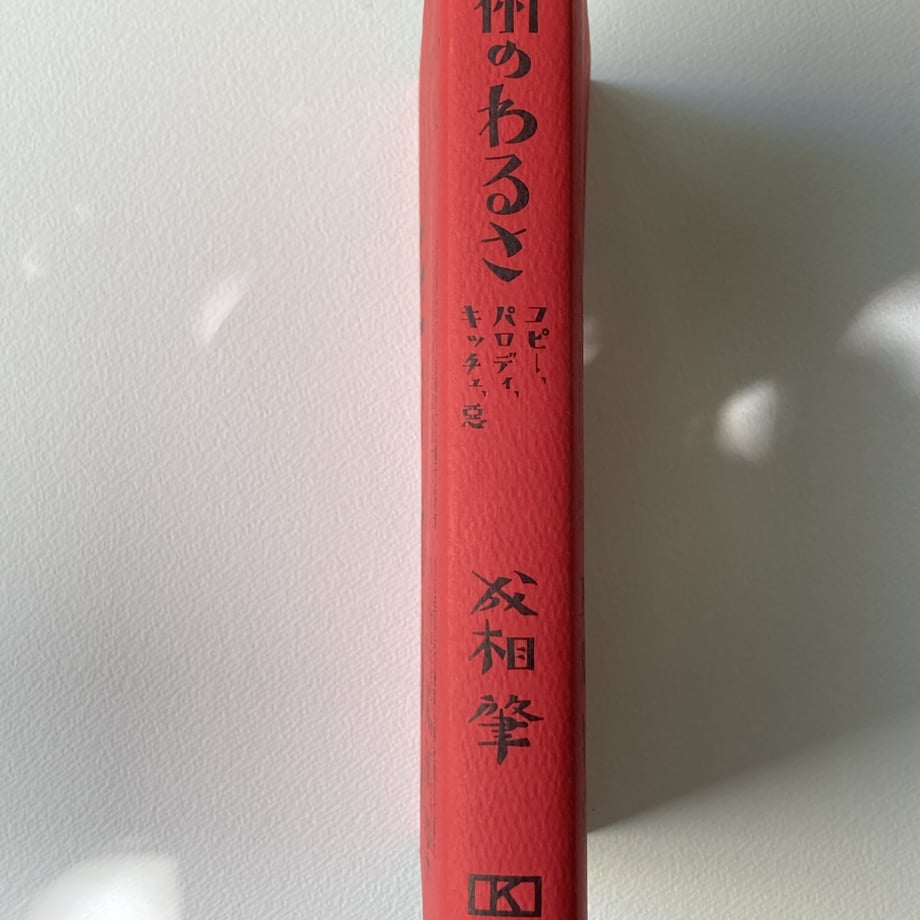 術のわるさ
コピー、
パロディ、
キッチュ、悪
成相肇
K